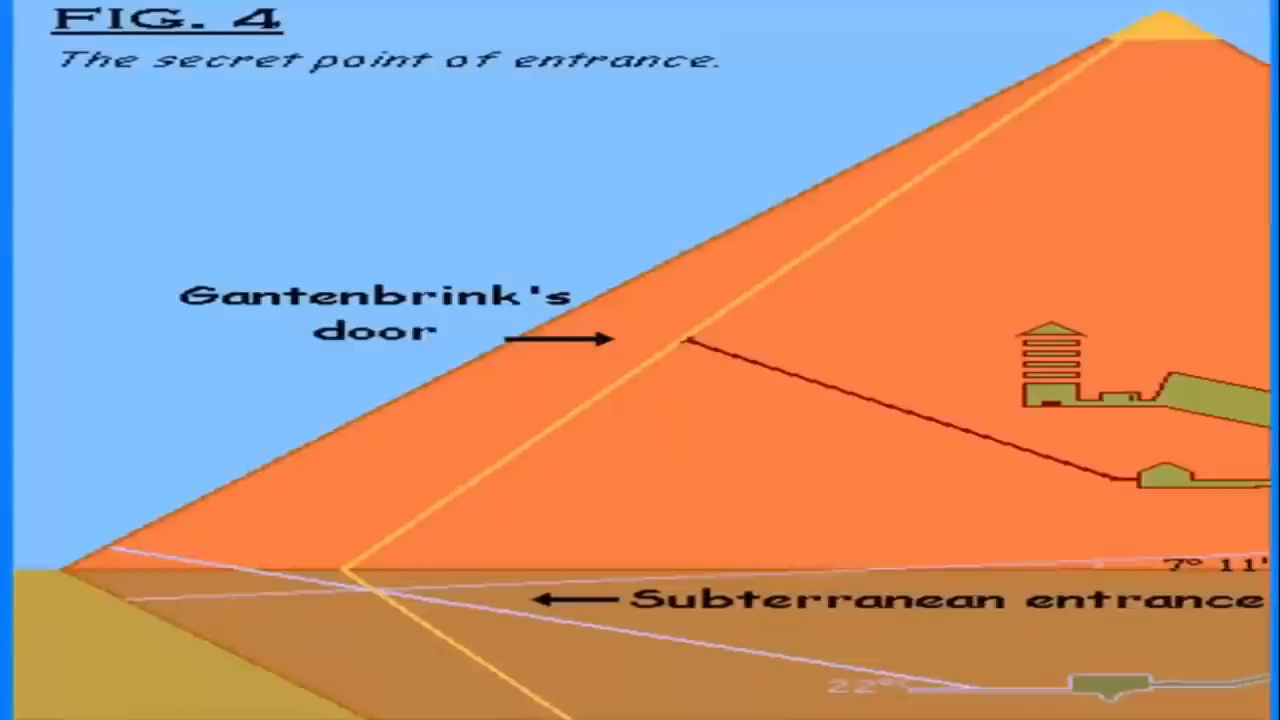 FIG. 4
The secret point of entrance.
Gantenbrink's
door
7° 11'
Subterranean entrance
22°